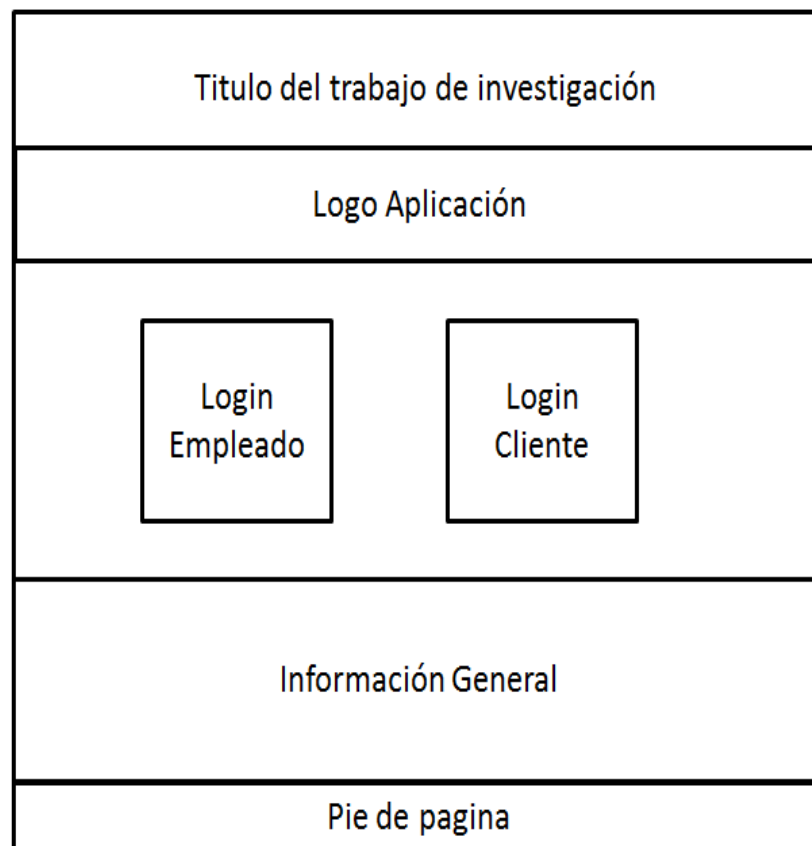 Titulo del trabajo de investigación
Logo Aplicación
Login
Empleado
Login
Cliente
Información General
Pie de pagina